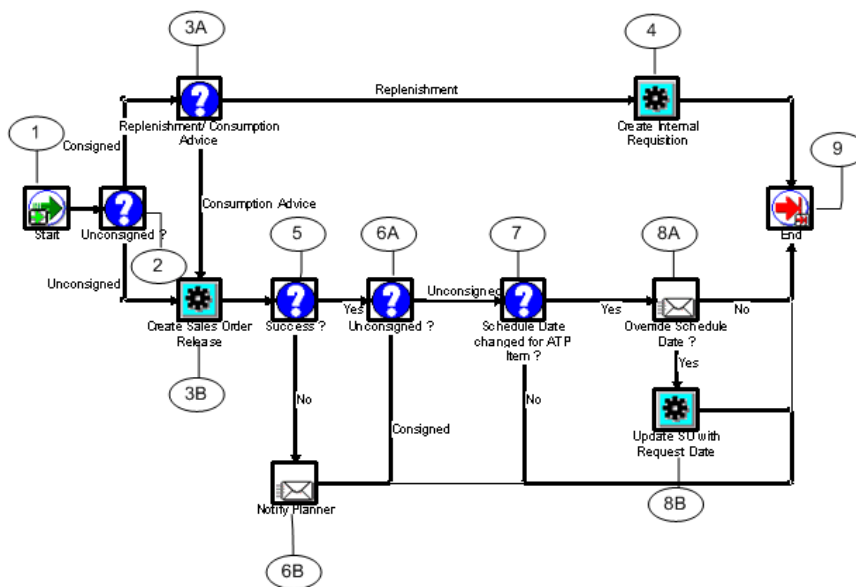 3A
4
Replenishment
Replenishment/ Consumption
Advice
Create Internal
Requisition
1
Consigned
9
Start
Unconsigned ?
Consumption Advice
End
2
5
6A
7
8A
Unconsigned
Unconsigned
Create Sales Order
Release
Success ?
Yes
Unconsigned ?
Schedule Date
changed for ATP
Item ?
Yes
Override Schedule
Date ?
No
3B
No
Consigned
No
Yes
Update SO with
Request Date
Notify Planner
8B
6B